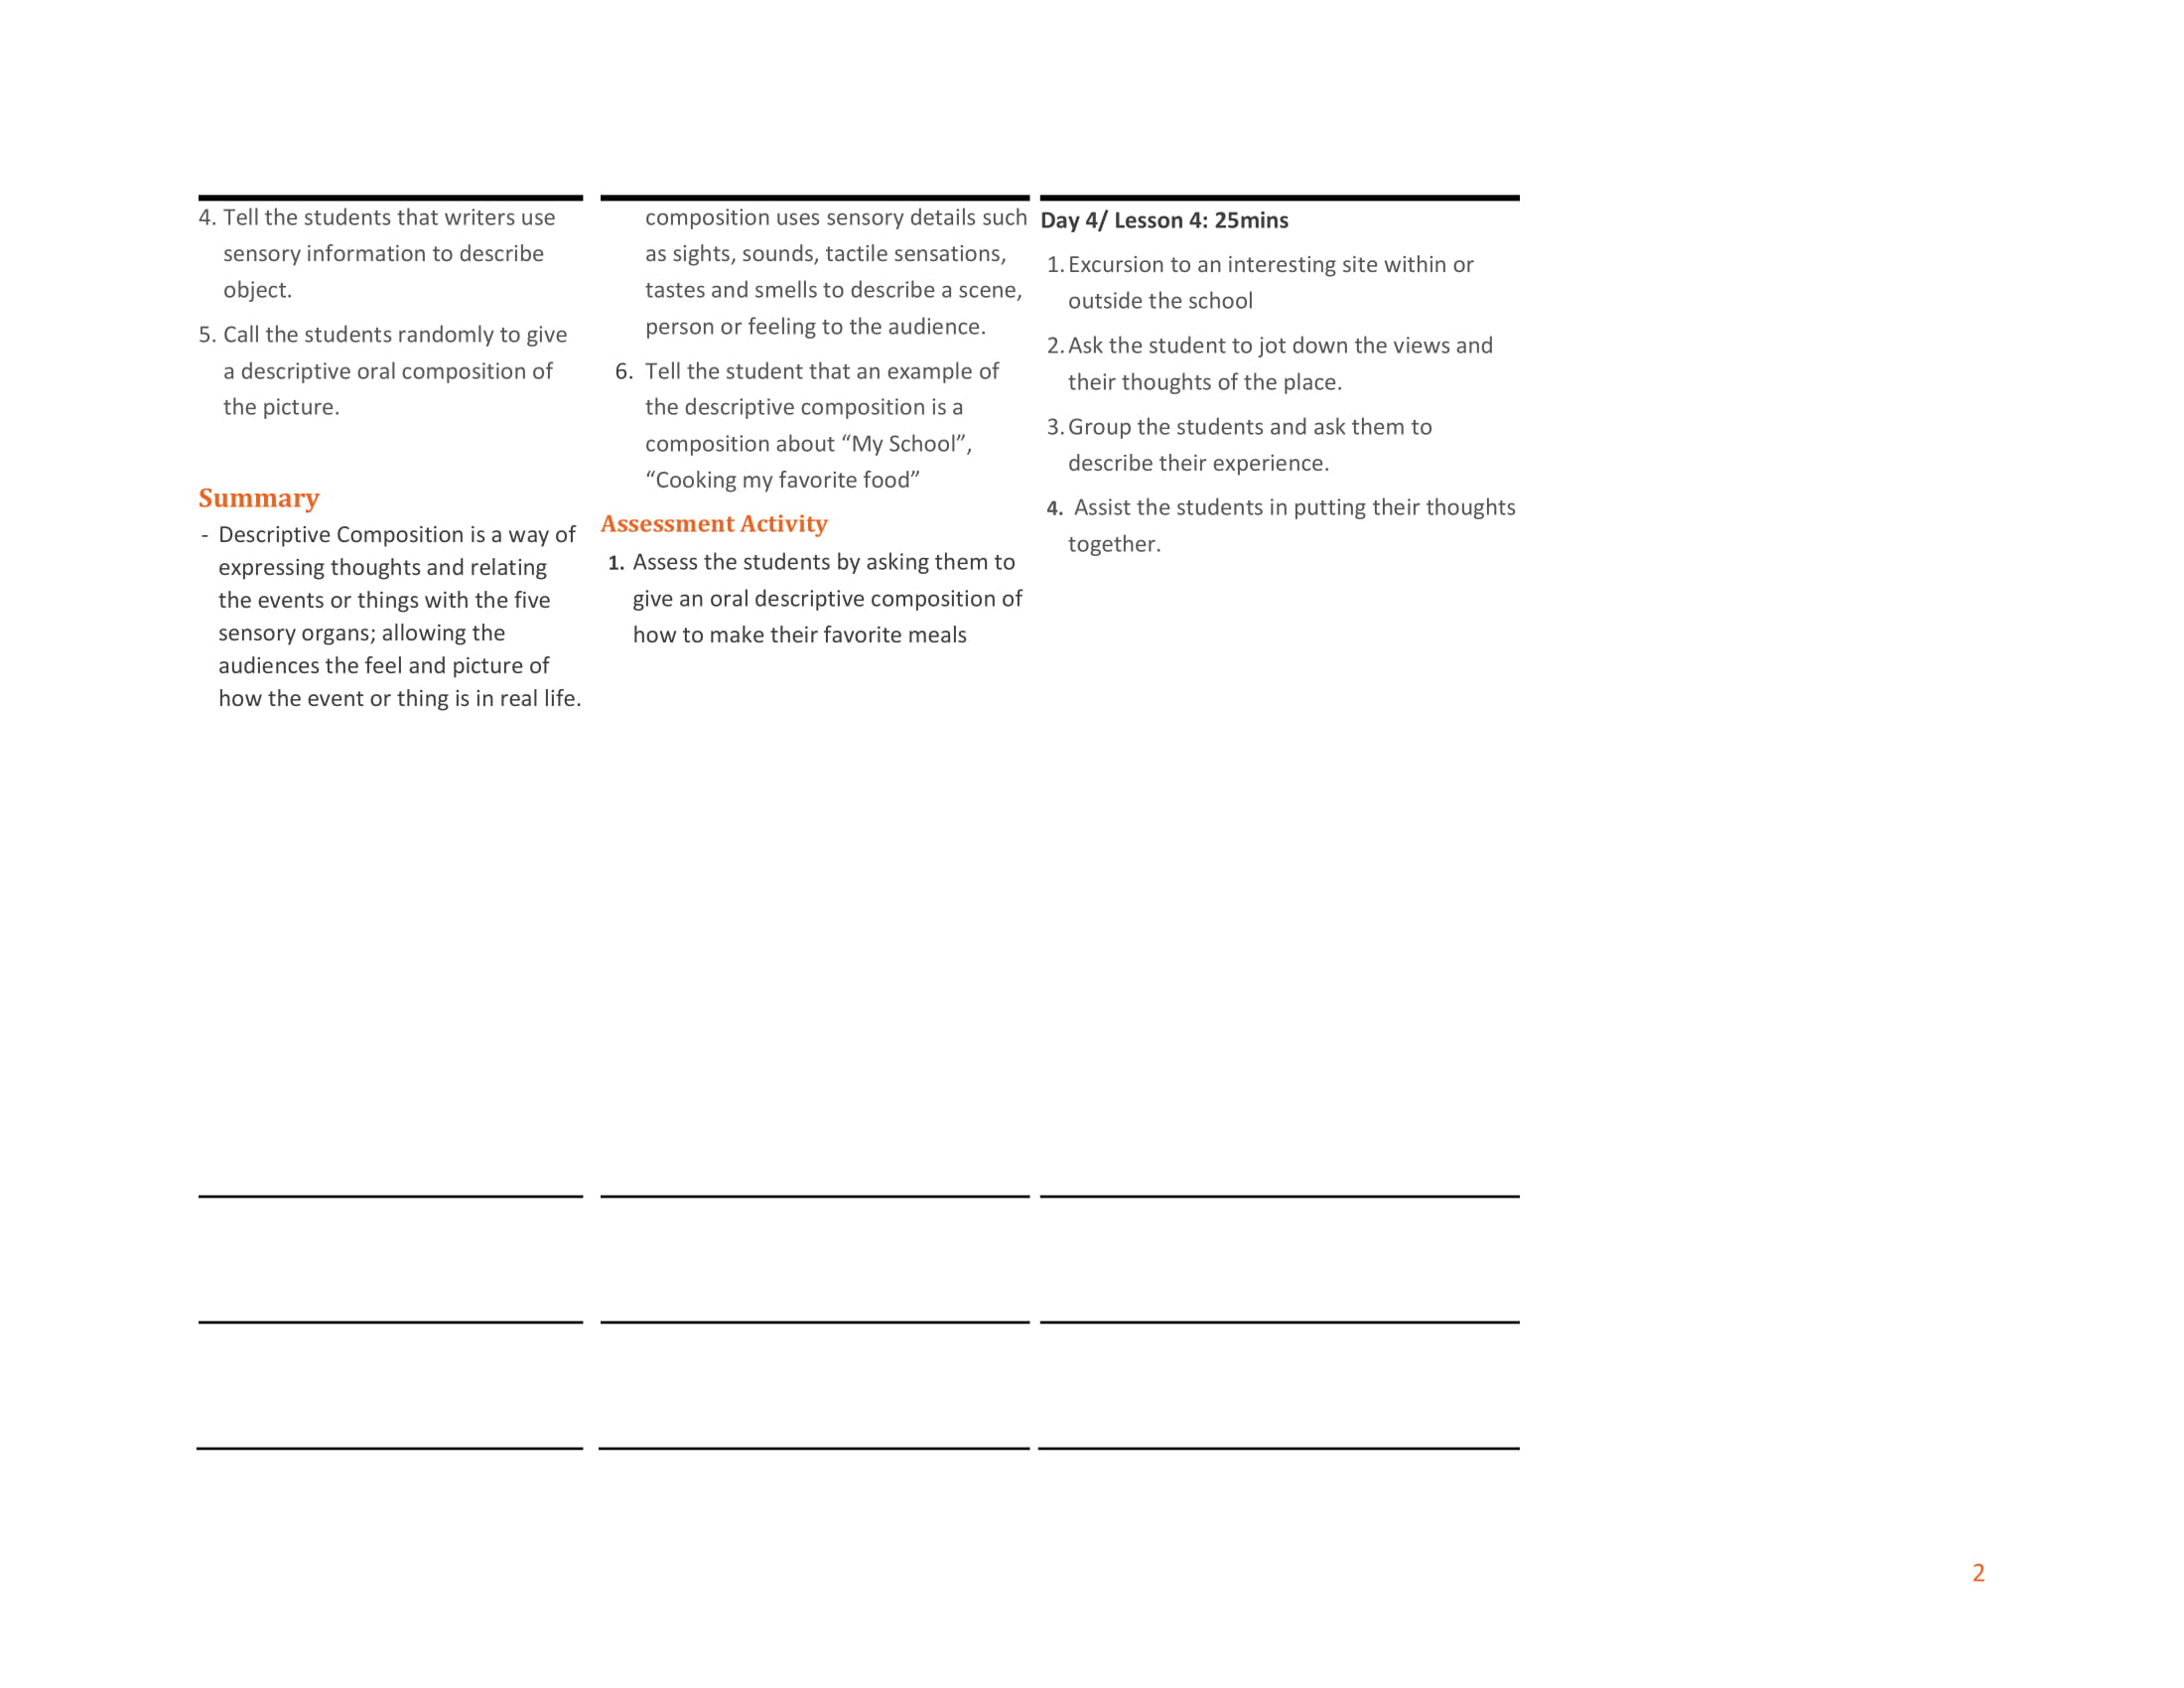 4. Tell the students that writers use
sensory information to describe
object.
5. Call the students randomly to give
a descriptive oral composition of
the picture.
Summary
- Descriptive Composition is a way of
expressing thoughts and relating
the events or things with the five
sensory organs; allowing the
audiences the feel and picture of
how the event or thing is in real life.
composition uses sensory details such
as sights, sounds, tactile sensations,
tastes and smells to describe a scene,
person or feeling to the audience.
6. Tell the student that an example of
the descriptive composition is a
composition about “My School”,
“Cooking my favorite food”
Assessment Activity
1. Assess the students by asking them to
give an oral descriptive composition of
how to make their favorite meals
Day 4/ Lesson 4: 25mins
1. Excursion to an interesting site within or
outside the school
2. Ask the student to jot down the views and
their thoughts of the place.
3. Group the students and ask them to
describe their experience.
4. Assist the students in putting their thoughts
together.
2